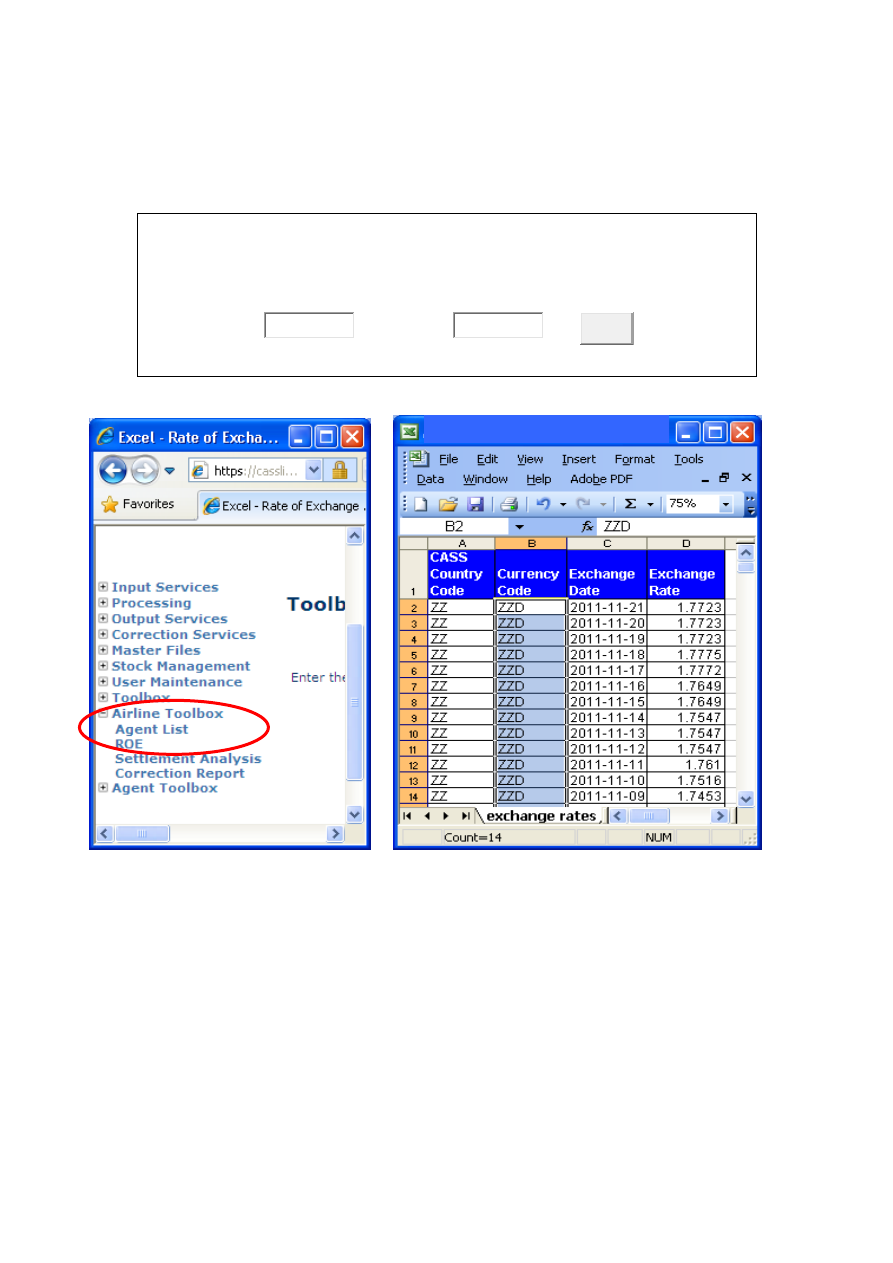 Excel - Rate of Excha...
https://cassli...
Favorites
Excel - Rate of Exchange .
Input Services
Processing
Output Services
Correction Services
Master Files
Stock Management
User Maintenance
Toolbox
Airline Toolbox
Agent List
ROE
Settlement Analysis
Correction Report
Agent Toolbox
Toolb
Enter the
File Edit View Insert Format Tools
Data Window Help Adobe PDF
Σ 75%
B2 fx ZZD
A B C D
1 CASS Country Code Currency Code Exchange Date Exchange Rate
2 ZZ ZZD 2011-11-21 1.7723
3 ZZ ZZD 2011-11-20 1.7723
4 ZZ ZZD 2011-11-19 1.7723
5 ZZ ZZD 2011-11-18 1.7775
6 ZZ ZZD 2011-11-17 1.7772
7 ZZ ZZD 2011-11-16 1.7649
8 ZZ ZZD 2011-11-15 1.7649
9 ZZ ZZD 2011-11-14 1.7547
10 ZZ ZZD 2011-11-13 1.7547
11 ZZ ZZD 2011-11-12 1.7547
12 ZZ ZZD 2011-11-11 1.761
13 ZZ ZZD 2011-11-10 1.7516
14 ZZ ZZD 2011-11-09 1.7453
exchange rates
Count=14 NUM